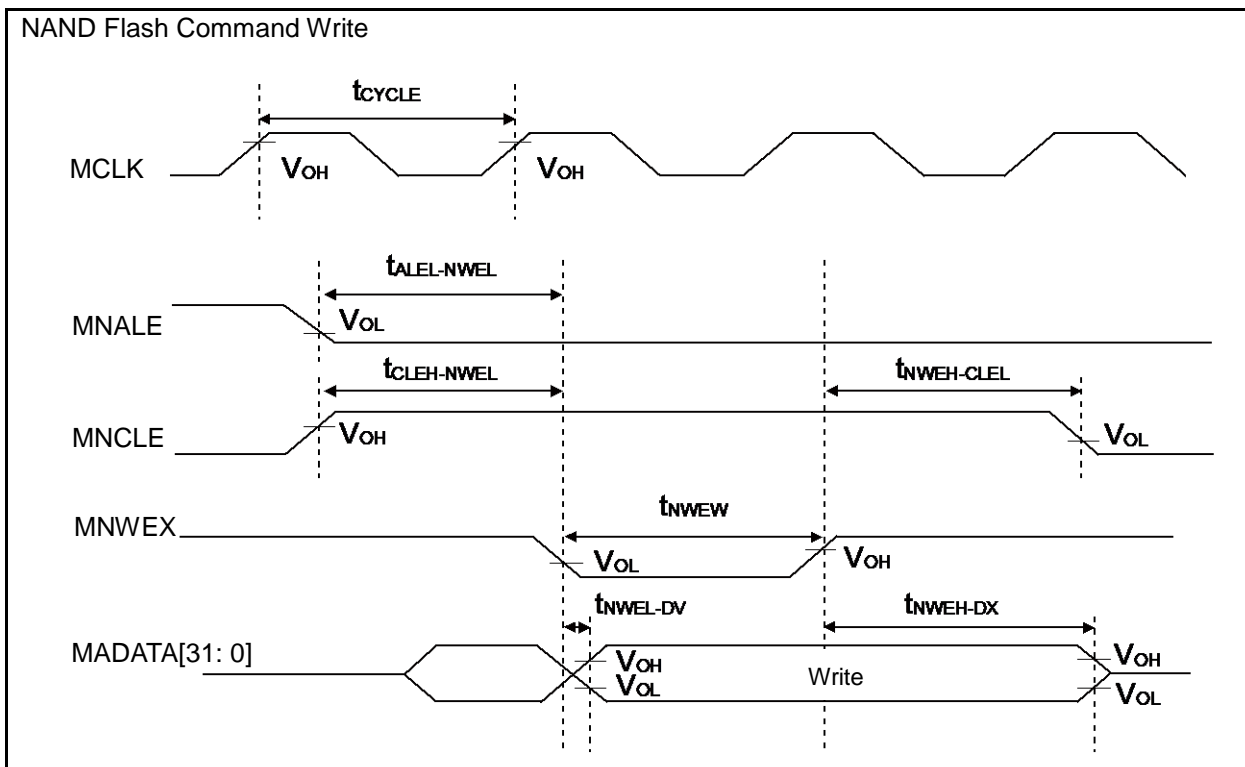 NAND Flash Command Write
tCYCLE
MCLK
VOH
VOH
tALEL-NWEL
MNALE
VOL
tCLEH-NWEL
tNWEH-CLEL
MNCLE
VOH
VOL
tNWEW
MNWEX
VOL
VOH
tNWEL-DV
tNWEH-DX
MADATA[31: 0]
VOH
VOL
Write
VOH
VOL